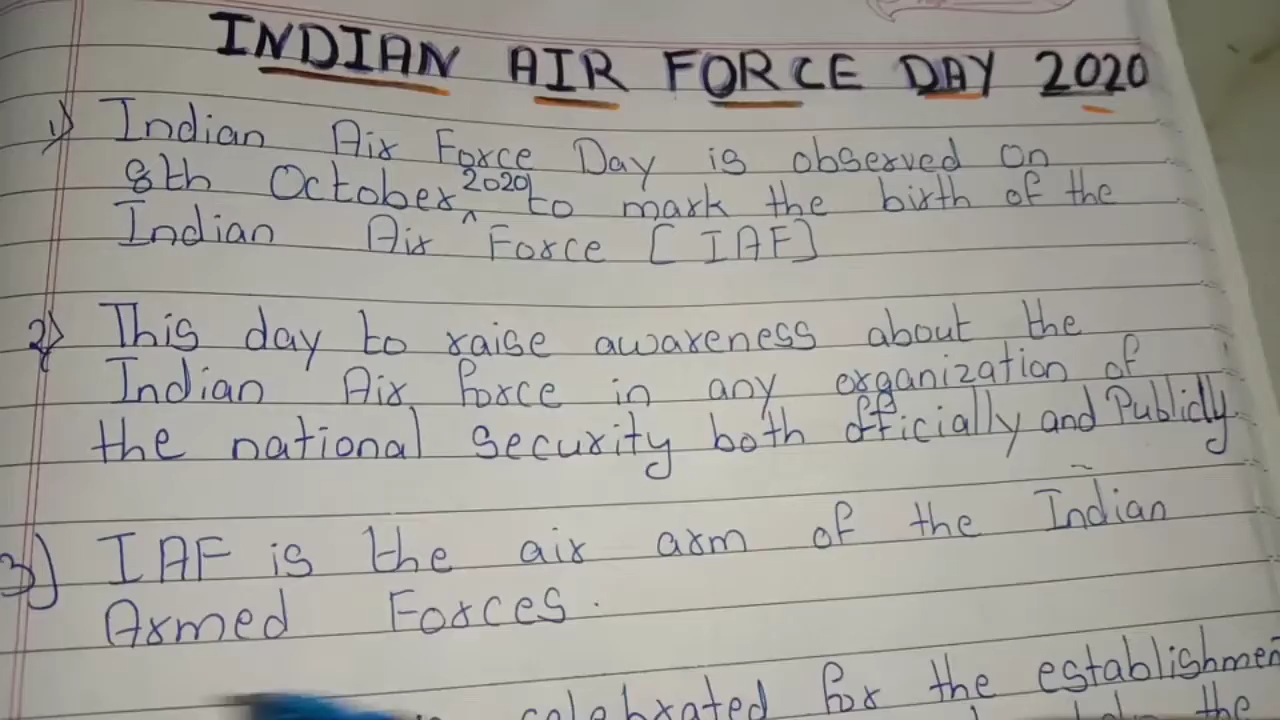 INDIAN AIR FORCE DAY 2020
1) Indian Air Force Day is observed on
8th October 2020 to mark the birth of the
Indian Air Force [IAF]
2) This day to raise awareness about the
Indian Air force in any organization of
the national security both officially and Publicly
3) IAF is the air arm of the Indian
Armed Forces.
celebrated for the establishmen
the